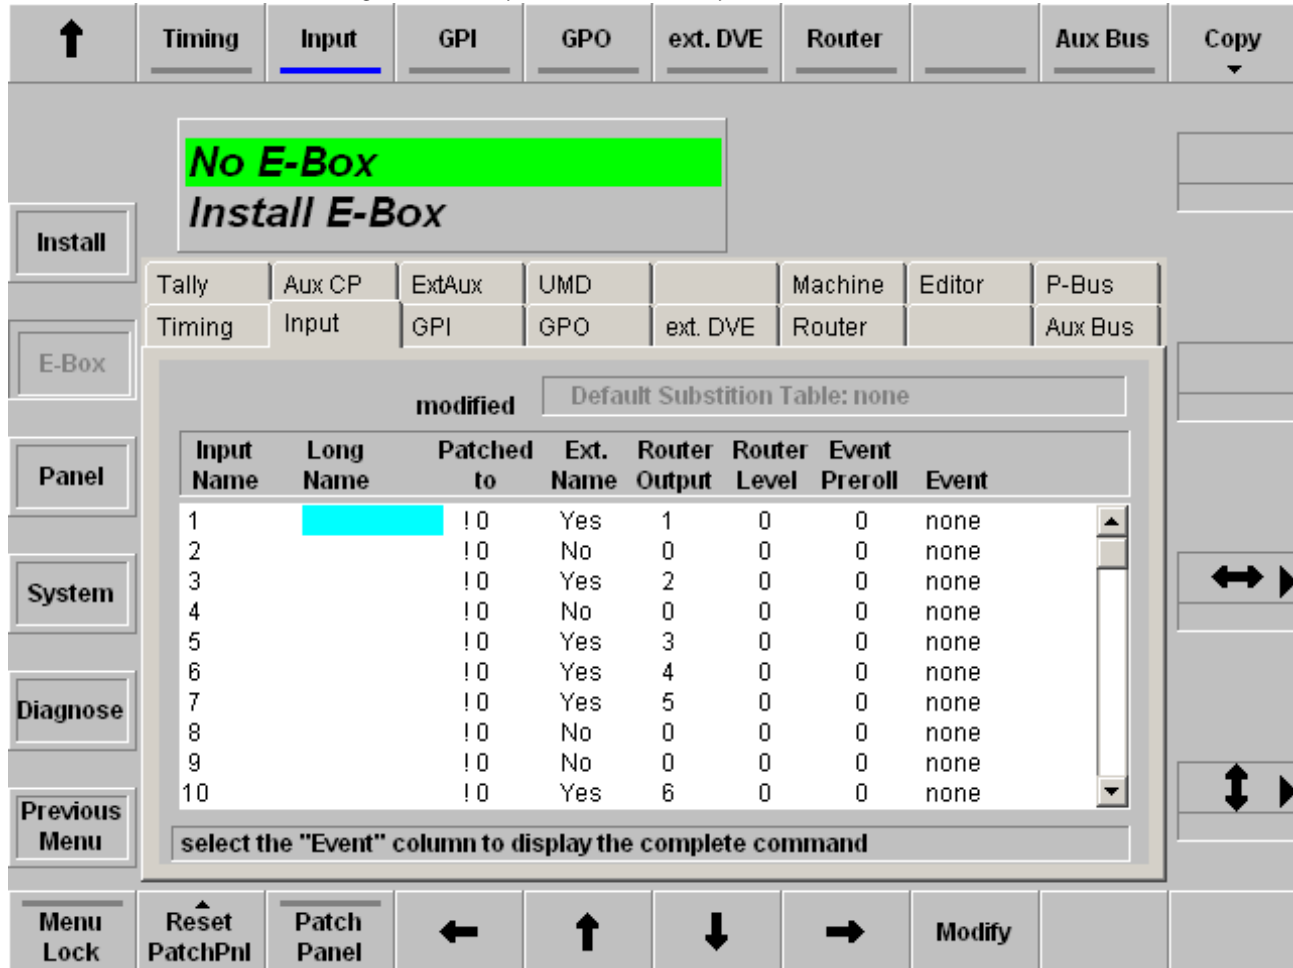 Timing Input GPI GPO ext. DVE Router Aux Bus Copy
No E-Box
Install E-Box
Install
E-Box
Panel
System
Diagnose
Previous
Menu
Tally Aux CP ExtAux UMD Machine Editor P-Bus
Timing Input GPI GPO ext. DVE Router Aux Bus
modified Default Substition Table: none
Input Long Patched Ext. Router Router Event
Name Name to Name Output Level Preroll Event
1 ! 0 Yes 1 0 0 none
2 ! 0 No 0 0 0 none
3 ! 0 Yes 2 0 0 none
4 ! 0 No 0 0 0 none
5 ! 0 Yes 3 0 0 none
6 ! 0 Yes 4 0 0 none
7 ! 0 Yes 5 0 0 none
8 ! 0 No 0 0 0 none
9 ! 0 No 0 0 0 none
10 ! 0 Yes 6 0 0 none
select the "Event" column to display the complete command
Menu Reset Patch Modify
Lock PatchPnl Panel